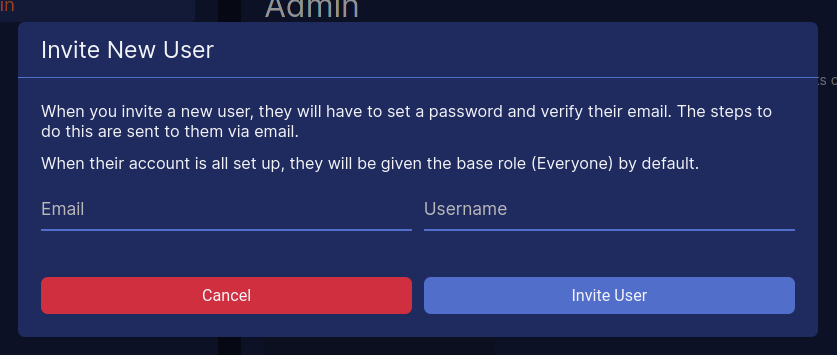 in
Admin
Invite New User
When you invite a new user, they will have to set a password and verify their email. The steps to
do this are sent to them via email.
When their account is all set up, they will be given the base role (Everyone) by default.
Email
Username
Cancel
Invite User